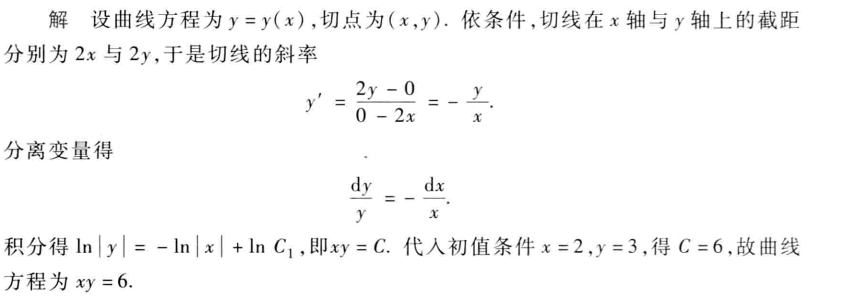 解 设曲线方程为 y = y(x),切点为(x,y). 依条件,切线在 x 轴与 y 轴上的截距
分别为 2x 与 2y,于是切线的斜率
y′ = \frac{2y - 0}{0 - 2x} = - \frac{y}{x}.
分离变量得
\frac{dy}{y} = - \frac{dx}{x}.
积分得 ln|y| = - ln|x| + ln C₁,即xy = C. 代入初值条件 x = 2,y = 3,得 C = 6,故曲线
方程为 xy = 6.